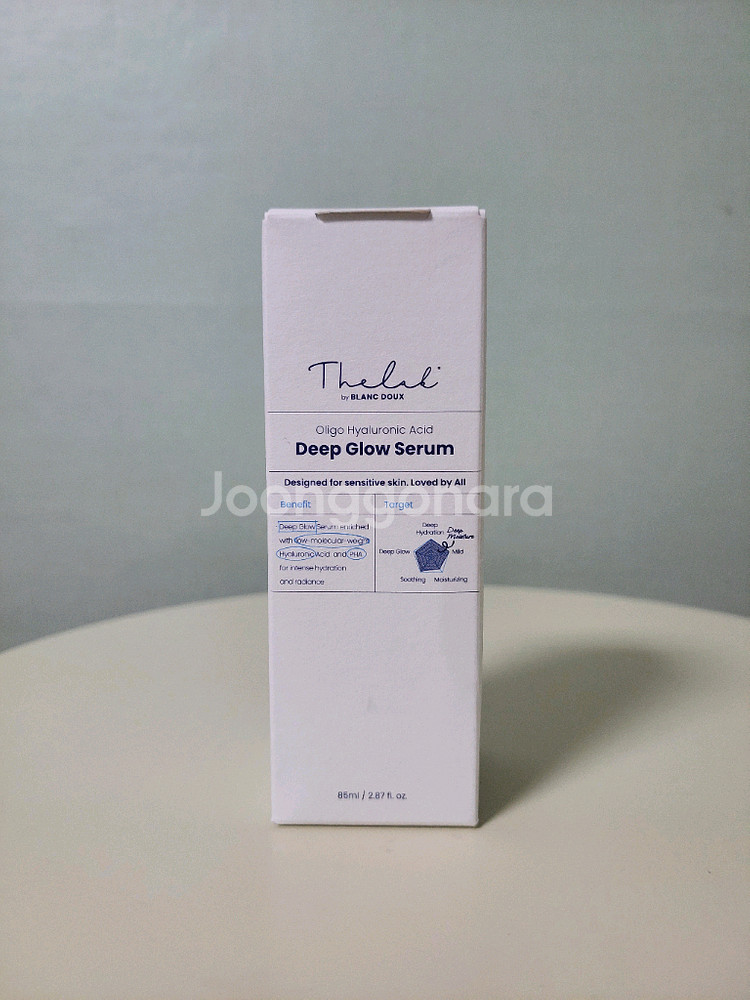 Thelab
by BLANC DOUX
Oligo Hyaluronic Acid
Deep Glow Serum
Designed for sensitive skin. Loved by All
Joonggonara
Benefit
Deep Glow Serum enriched
with low-molecular-weight
Hyaluronic Acid and PHA
for intense hydration
and radiance
Target
Deep
Hydration
Deep
Moisture
Deep Glow
Mild
Soothing
Moisturizing
85ml / 2.87 fl. oz.